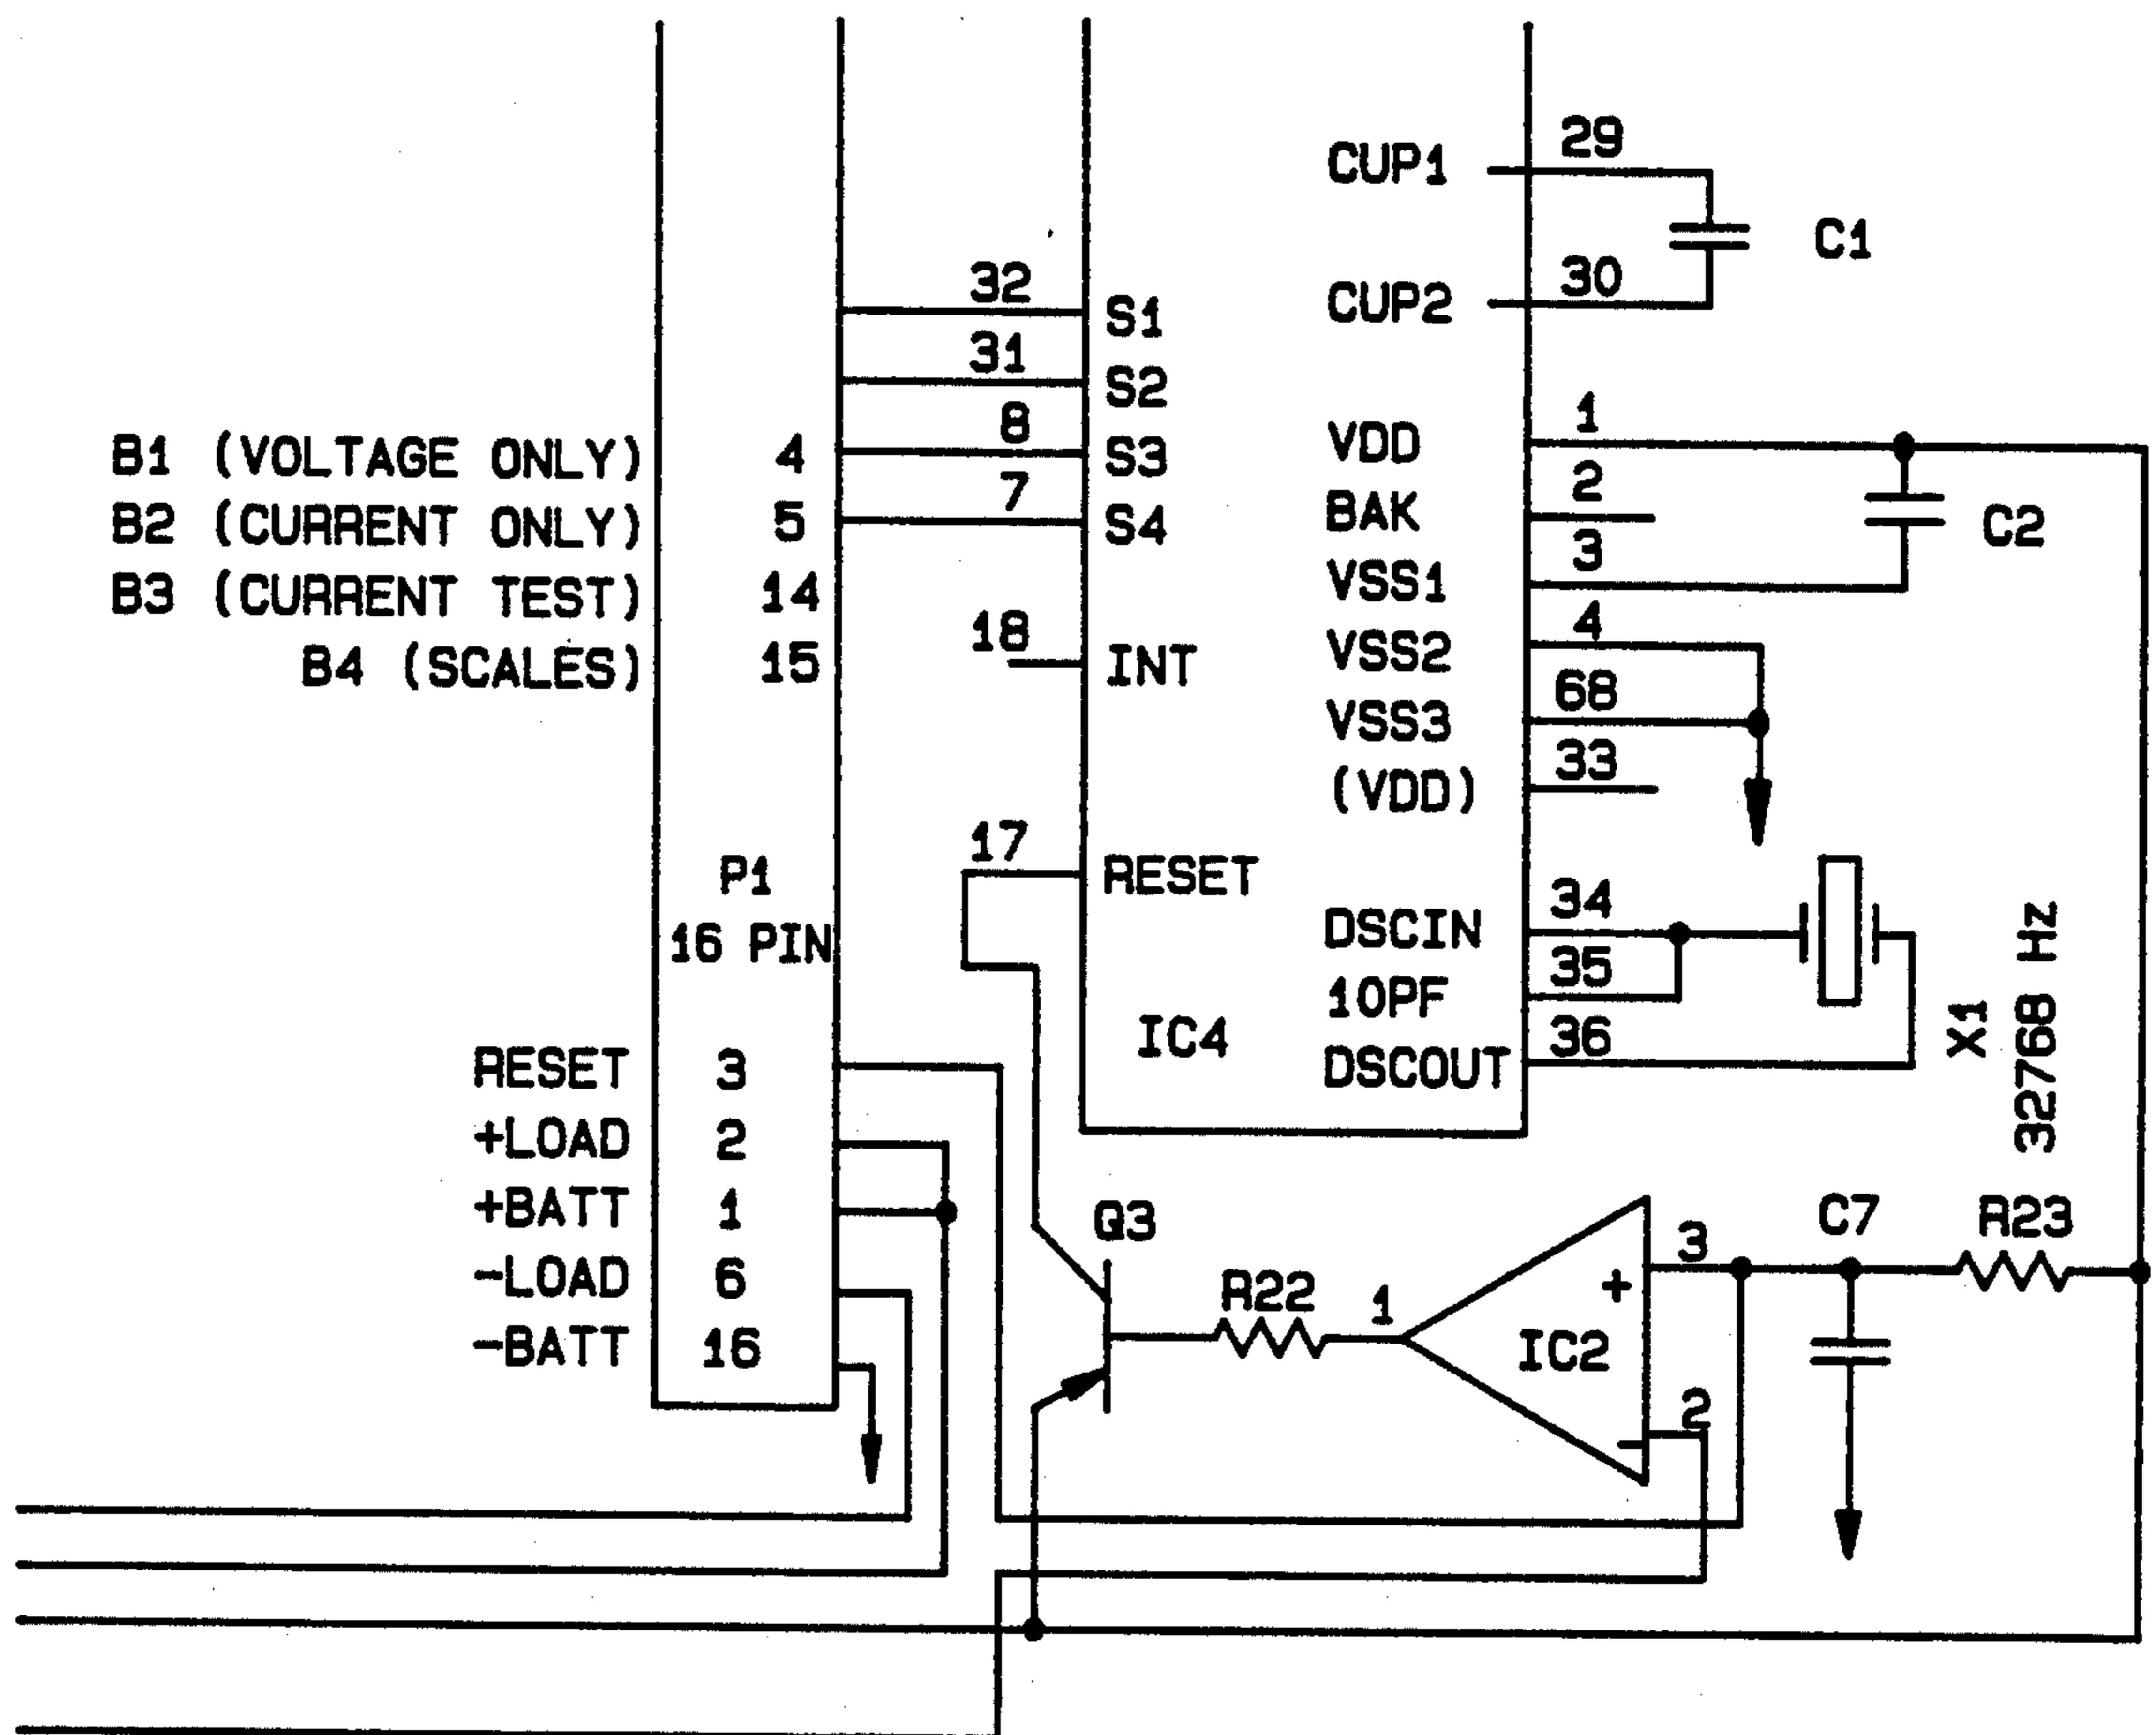 CUP1
29
C1
CUP2
30
32
S1
31
S2
8
S3
7
S4
B1 (VOLTAGE ONLY) 4
B2 (CURRENT ONLY) 5
B3 (CURRENT TEST) 14
B4 (SCALES) 15
18
INT
VDD
1
BAK
2
C2
VSS1
3
VSS2
4
VSS3
68
(VDD)
33
17
RESET
P1
16 PIN
IC4
DSCIN
34
10PF
35
DSCOUT
36
X1
32768 Hz
RESET 3
+LOAD 2
+BATT 1
-LOAD 6
-BATT 16
Q3
R22
1
IC2
+
-
3
2
C7
R23